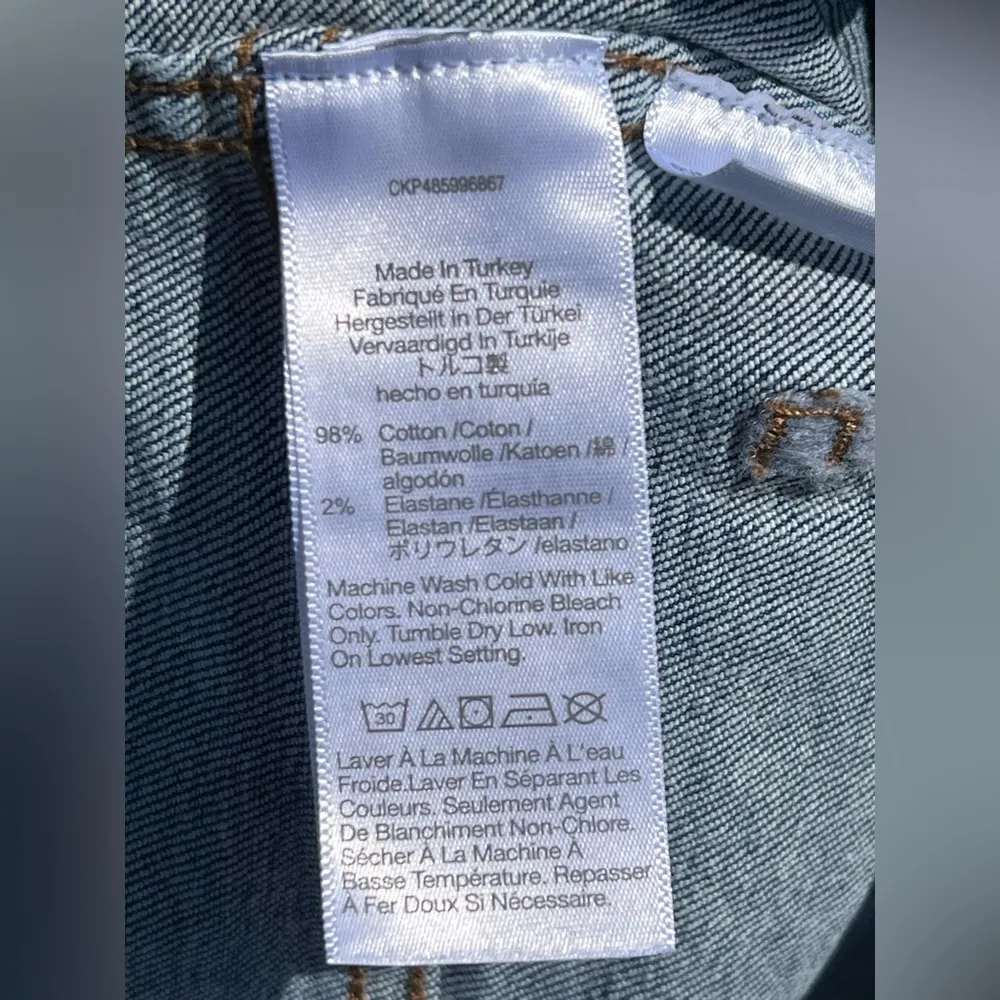 CKP485996867
Made In Turkey
Fabriqué En Turquie
Hergestellt in Der Türkei
Vervaardigd In Turkije
トルコ製
hecho en turquía
98% Cotton /Coton /
Baumwolle /Katoen /綿 /
algodón
2% Elastane /Élasthanne /
Elastan /Elastaan /
ポリウレタン /elastano
Machine Wash Cold With Like
Colors. Non-Chlorine Bleach
Only. Tumble Dry Low. Iron
On Lowest Setting.
30
Laver À La Machine À L'eau
Froide.Laver En Séparant Les
Couleurs. Seulement Agent
De Blanchiment Non-Chlore.
Sécher À La Machine À
Basse Température. Repasser
À Fer Doux Si Nécessaire.